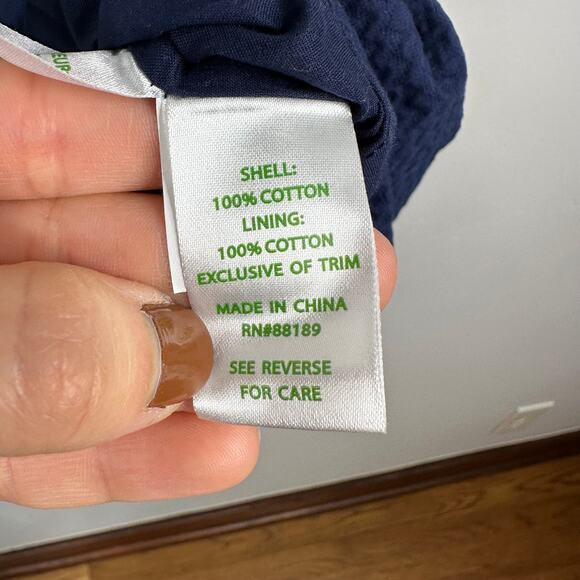 SHELL:
100% COTTON
LINING:
100% COTTON
EXCLUSIVE OF TRIM
MADE IN CHINA
RN#88189
SEE REVERSE
FOR CARE